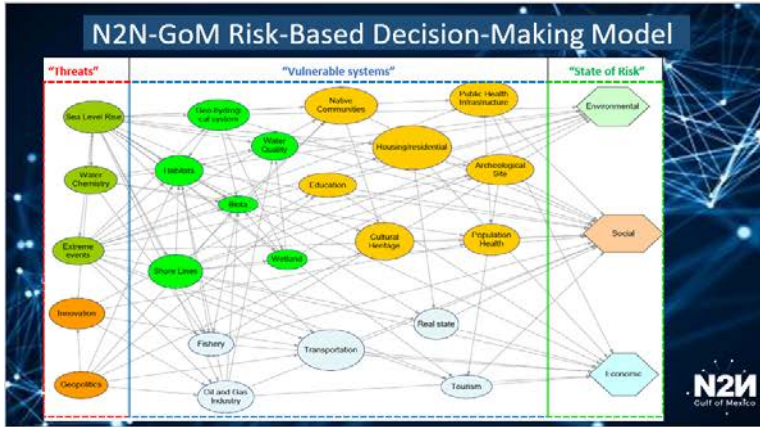 N2N-GoM Risk-Based Decision-Making Model
"Threats"
"Vulnerable systems"
"State of Risk"
Sea Level Rise
Water
Chemistry
Extreme
events
Innovation
Geopolitics
Geo-hydrogi
cal system
Habitats
Water
Quality
Biota
Shore Lines
Wetland
Native
Communities
Education
Housing/residential
Cultural
Heritage
Public Health
Infrastructure
Archeological
Site
Population
Health
Fishery
Oil and Gas
Industry
Transportation
Real state
Tourism
Environmental
Social
Economic
N2N
Gulf of Mexico